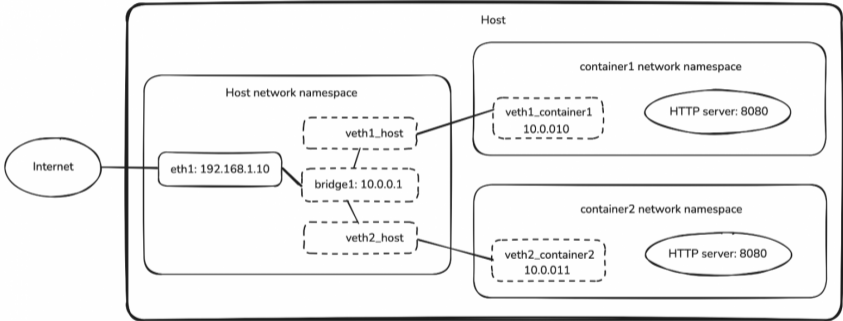 Host
container1 network namespace
Host network namespace
veth1_container1
10.0.010
HTTP server: 8080
veth1_host
Internet
eth1: 192.168.1.10
bridge1: 10.0.0.1
container2 network namespace
veth2_host
veth2_container2
10.0.011
HTTP server: 8080